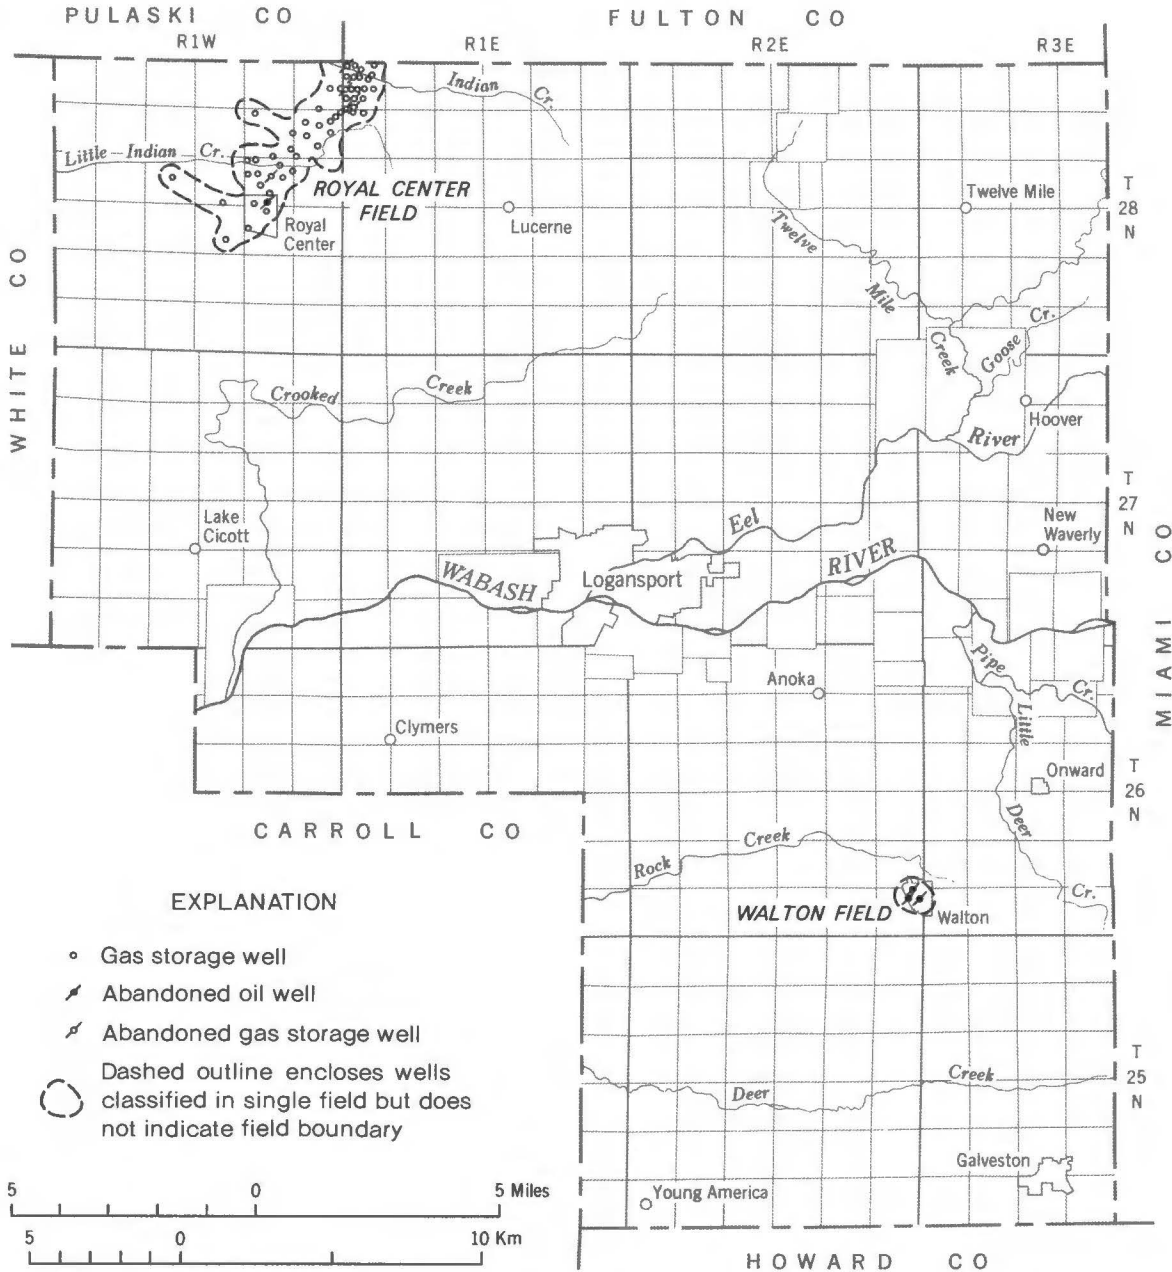 PULASKI CO
FULTON CO
R1W
R1E
R2E
R3E
Indian Cr.
Little-Indian Cr.
ROYAL CENTER
FIELD
Royal
Center
Lucerne
Twelve Mile
T
28
N
Twelve Mile Creek
Goose Cr.
WHITE CO
Crooked Creek
Hoover
River
Lake
Cicott
Eel
T
27
N
New
Waverly
WABASH RIVER
Logansport
MIAMI CO
Pipe Cr.
Anoka
Clymers
Little Deer Cr.
Onward
T
26
N
CARROLL CO
Rock Creek
WALTON FIELD
Walton
EXPLANATION
Gas storage well
Abandoned oil well
Abandoned gas storage well
Dashed outline encloses wells
classified in single field but does
not indicate field boundary
T
25
N
Deer Creek
Galveston
Young America
5 0 5 Miles
5 0 10 Km
HOWARD CO